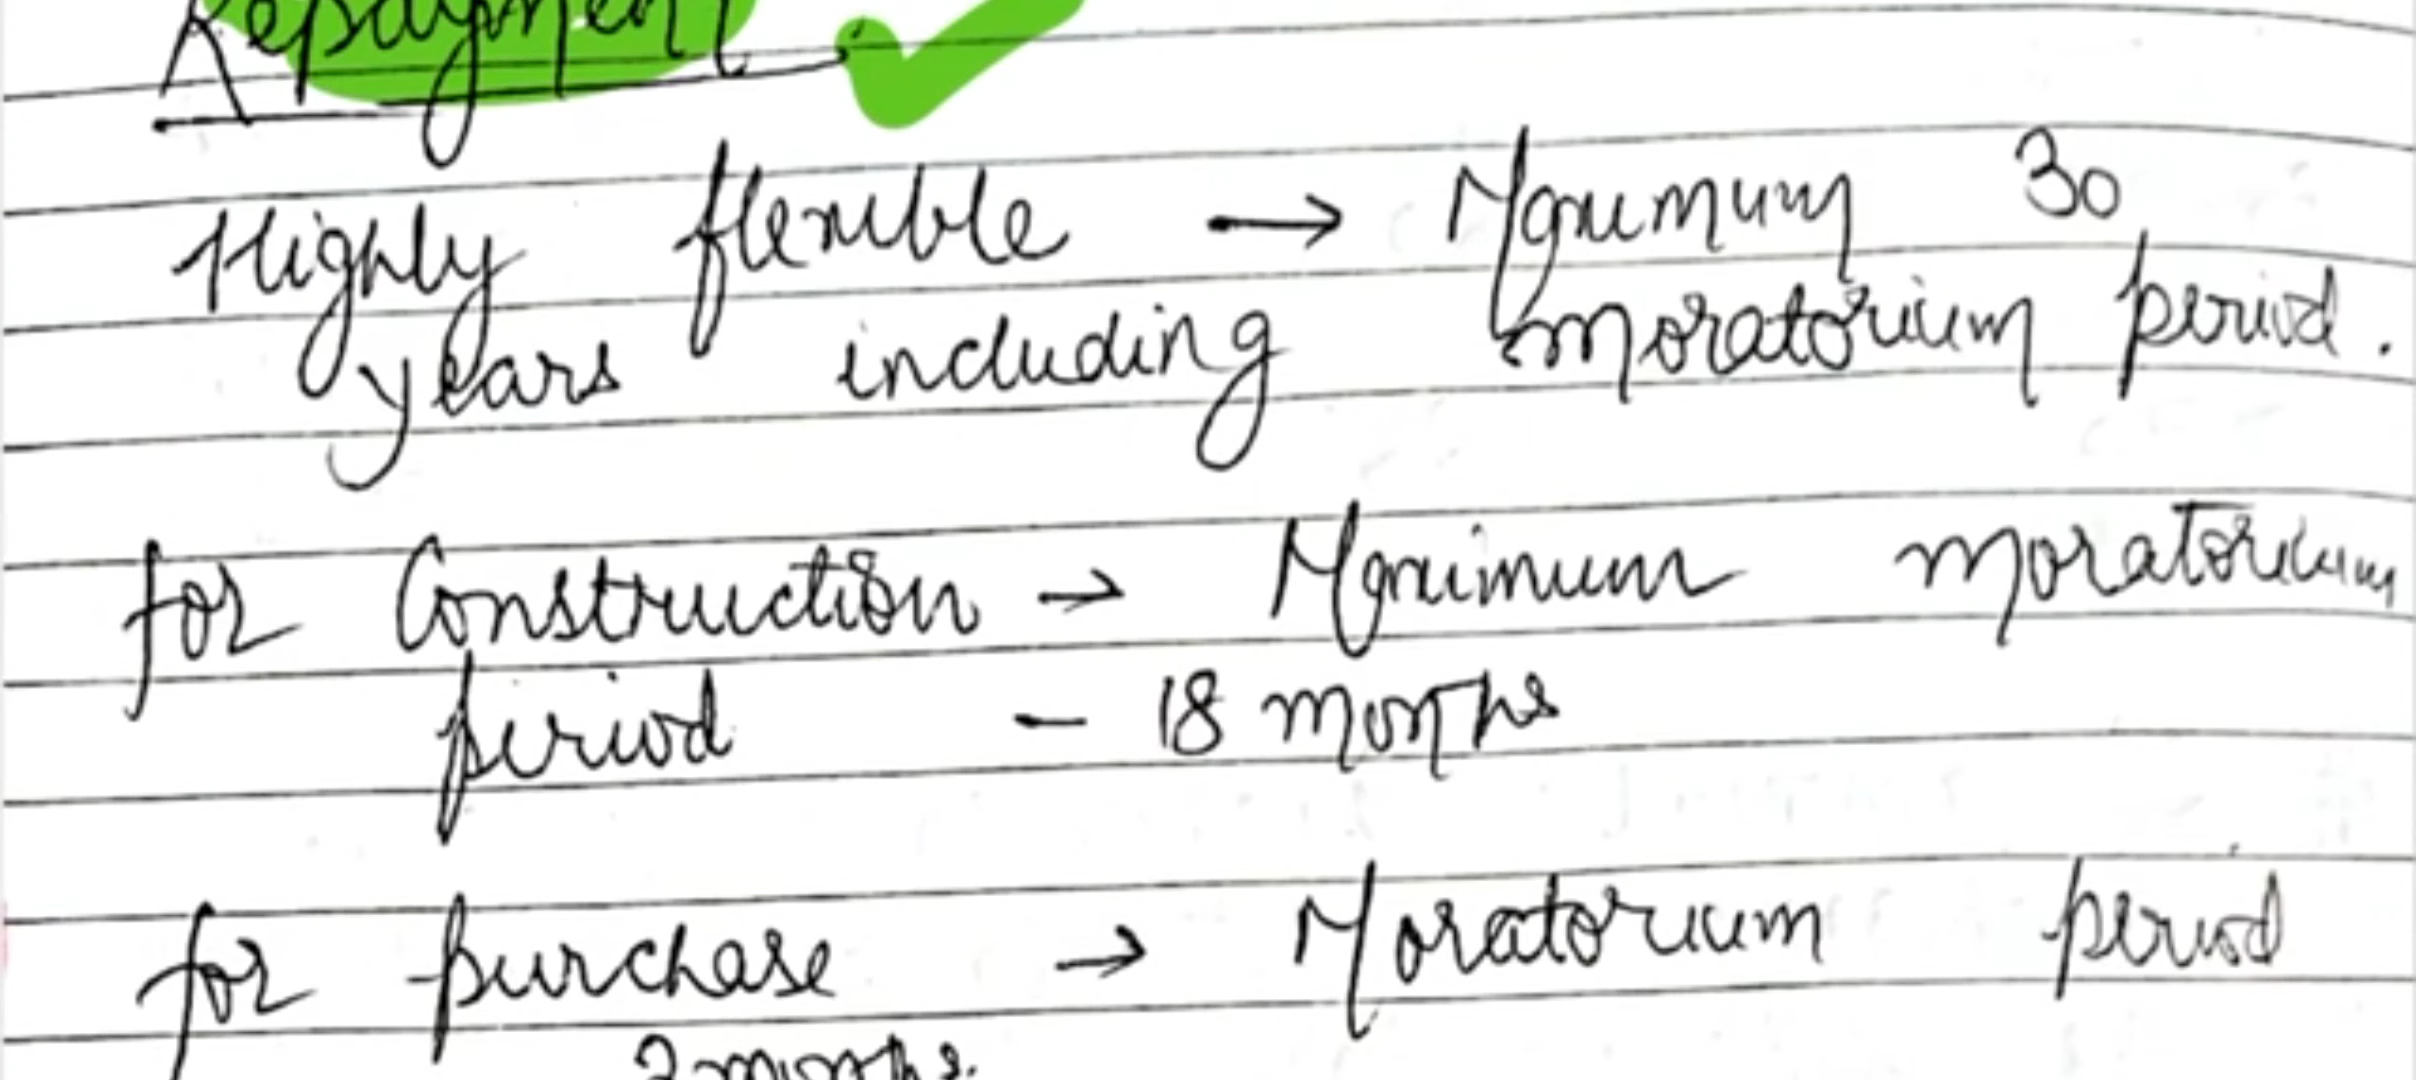 Repayment
Highly flexible → Maximum 30
years including moratorium period.
for Construction → Maximum moratorium
period - 18 months
for purchase → Moratorium period
months.